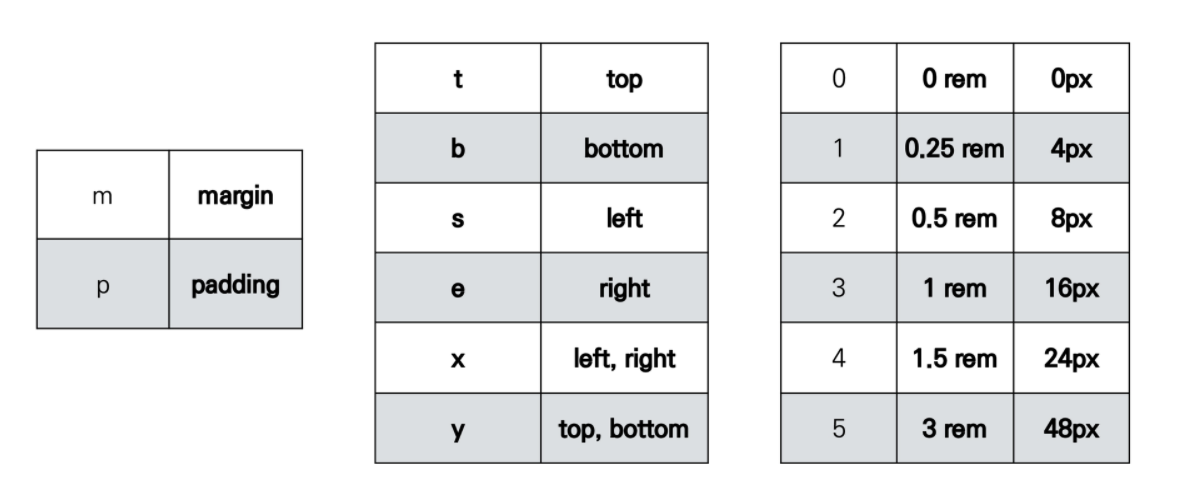 m margin
p padding
t top
b bottom
s left
e right
x left, right
y top, bottom
0 0 rem 0px
1 0.25 rem 4px
2 0.5 rem 8px
3 1 rem 16px
4 1.5 rem 24px
5 3 rem 48px